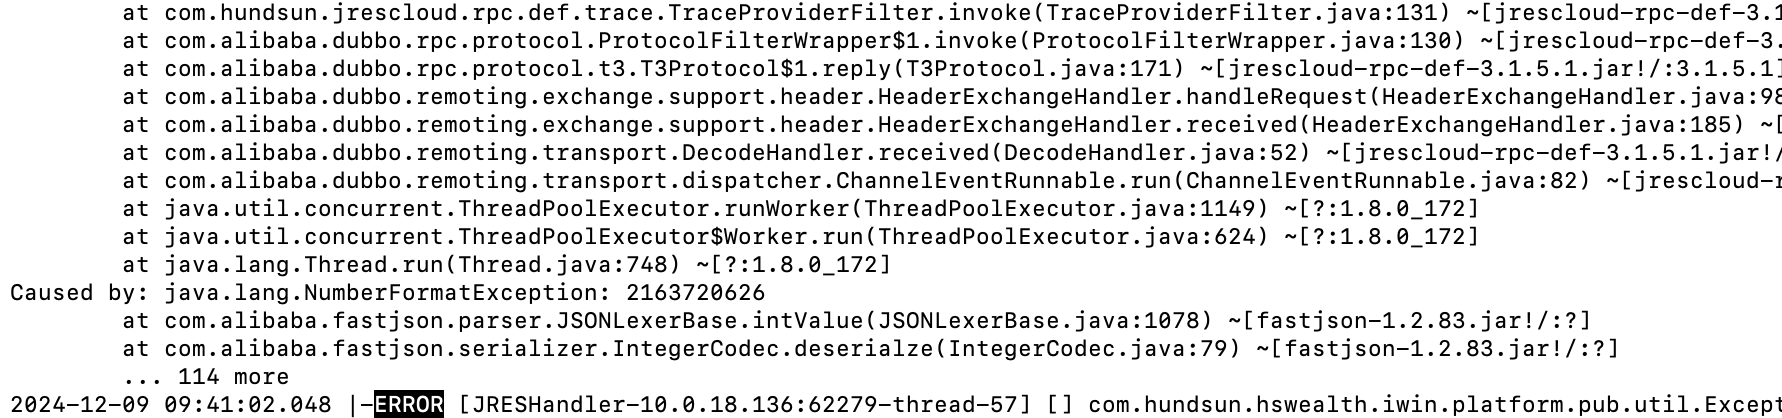 at com.hundsun.jrescloud.rpc.def.trace.TraceProviderFilter.invoke(TraceProviderFilter.java:131) ~[jrescloud-rpc-def-3.1
at com.alibaba.dubbo.rpc.protocol.ProtocolFilterWrapper$1.invoke(ProtocolFilterWrapper.java:130) ~[jrescloud-rpc-def-3.
at com.alibaba.dubbo.rpc.protocol.t3.T3Protocol$1.reply(T3Protocol.java:171) ~[jrescloud-rpc-def-3.1.5.1.jar!/:3.1.5.1]
at com.alibaba.dubbo.remoting.exchange.support.header.HeaderExchangeHandler.handleRequest(HeaderExchangeHandler.java:98
at com.alibaba.dubbo.remoting.exchange.support.header.HeaderExchangeHandler.received(HeaderExchangeHandler.java:185) ~[
at com.alibaba.dubbo.remoting.transport.DecodeHandler.received(DecodeHandler.java:52) ~[jrescloud-rpc-def-3.1.5.1.jar!/
at com.alibaba.dubbo.remoting.transport.dispatcher.ChannelEventRunnable.run(ChannelEventRunnable.java:82) ~[jrescloud-r
at java.util.concurrent.ThreadPoolExecutor.runWorker(ThreadPoolExecutor.java:1149) ~[?:1.8.0_172]
at java.util.concurrent.ThreadPoolExecutor$Worker.run(ThreadPoolExecutor.java:624) ~[?:1.8.0_172]
at java.lang.Thread.run(Thread.java:748) ~[?:1.8.0_172]
Caused by: java.lang.NumberFormatException: 2163720626
at com.alibaba.fastjson.parser.JSONLexerBase.intValue(JSONLexerBase.java:1078) ~[fastjson-1.2.83.jar!/:?]
at com.alibaba.fastjson.serializer.IntegerCodec.deserialze(IntegerCodec.java:79) ~[fastjson-1.2.83.jar!/:?]
... 114 more
2024-12-09 09:41:02.048 |-ERROR [JRESHandler-10.0.18.136:62279-thread-57] [] com.hundsun.hswealth.iwin.platform.pub.util.Except